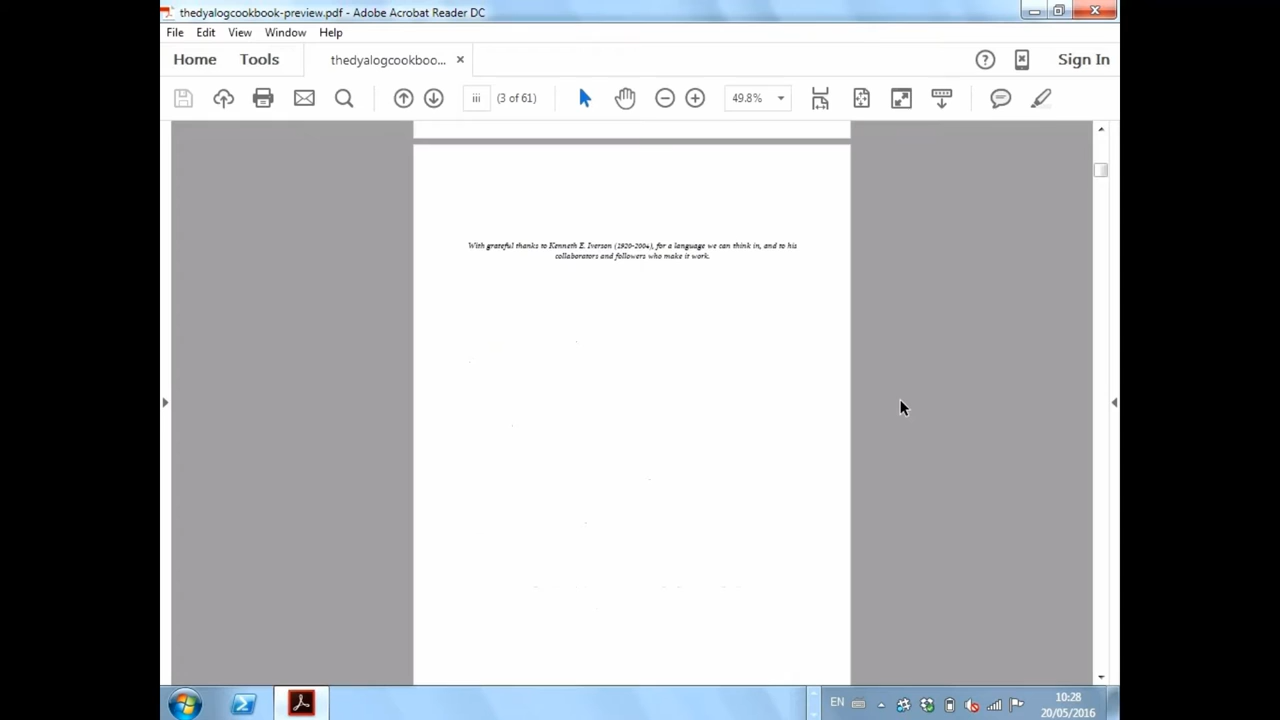 thedyalogcookbook-preview.pdf - Adobe Acrobat Reader DC
File Edit View Window Help
Home Tools thedyalogcookboo... × Sign In
iii (3 of 61) 49.8%
With grateful thanks to Kenneth E. Iverson (1920-2004), for a language we can think in, and to his
collaborators and followers who make it work.
EN 10:28
20/05/2016